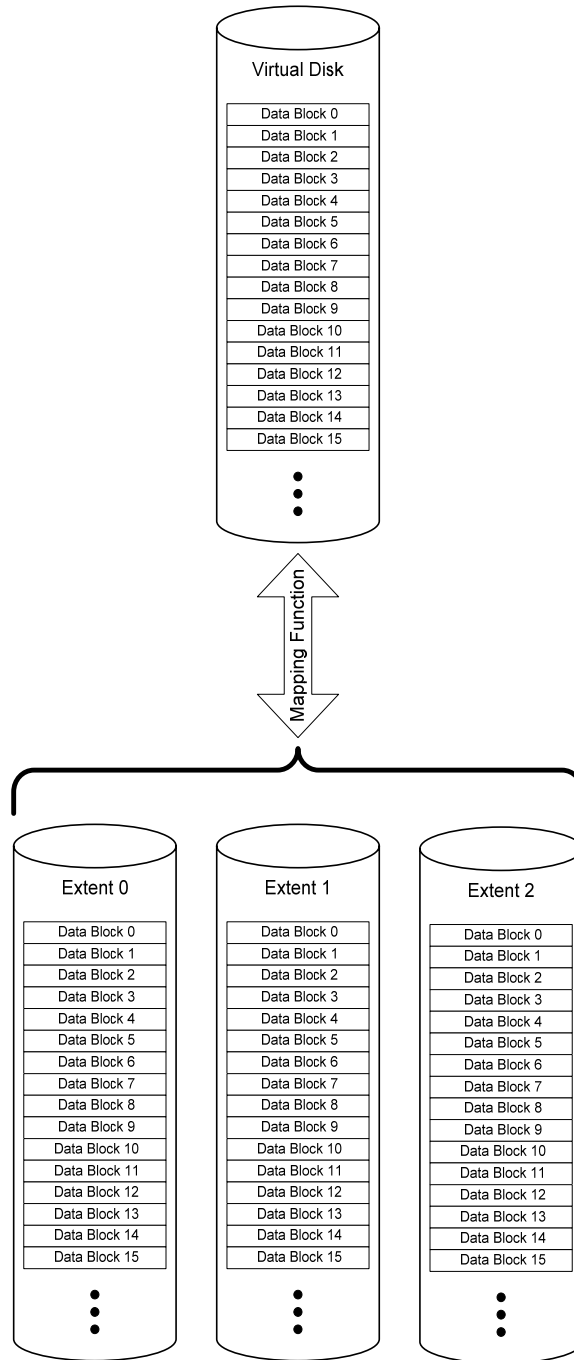 Virtual Disk
Data Block 0
Data Block 1
Data Block 2
Data Block 3
Data Block 4
Data Block 5
Data Block 6
Data Block 7
Data Block 8
Data Block 9
Data Block 10
Data Block 11
Data Block 12
Data Block 13
Data Block 14
Data Block 15
Mapping Function
Extent 0
Data Block 0
Data Block 1
Data Block 2
Data Block 3
Data Block 4
Data Block 5
Data Block 6
Data Block 7
Data Block 8
Data Block 9
Data Block 10
Data Block 11
Data Block 12
Data Block 13
Data Block 14
Data Block 15
Extent 1
Data Block 0
Data Block 1
Data Block 2
Data Block 3
Data Block 4
Data Block 5
Data Block 6
Data Block 7
Data Block 8
Data Block 9
Data Block 10
Data Block 11
Data Block 12
Data Block 13
Data Block 14
Data Block 15
Extent 2
Data Block 0
Data Block 1
Data Block 2
Data Block 3
Data Block 4
Data Block 5
Data Block 6
Data Block 7
Data Block 8
Data Block 9
Data Block 10
Data Block 11
Data Block 12
Data Block 13
Data Block 14
Data Block 15